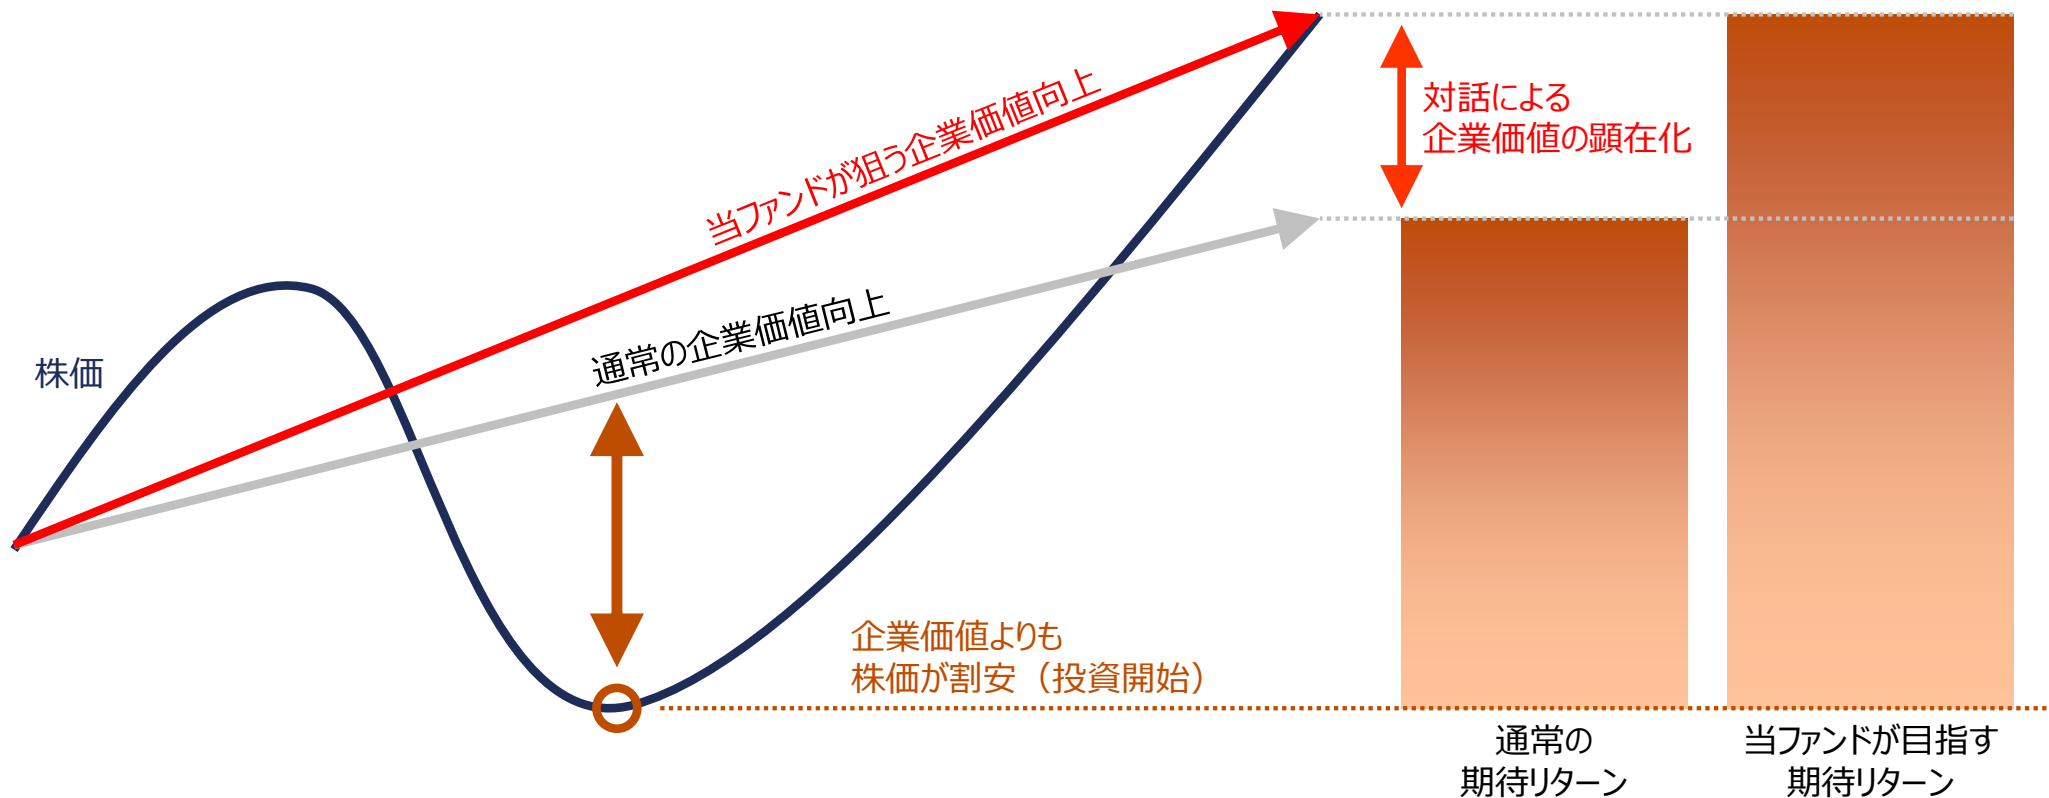 当ファンドが狙う企業価値向上
対話による
企業価値の顕在化
通常の企業価値向上
株価
企業価値よりも
株価が割安（投資開始）
通常の
期待リターン
当ファンドが目指す
期待リターン